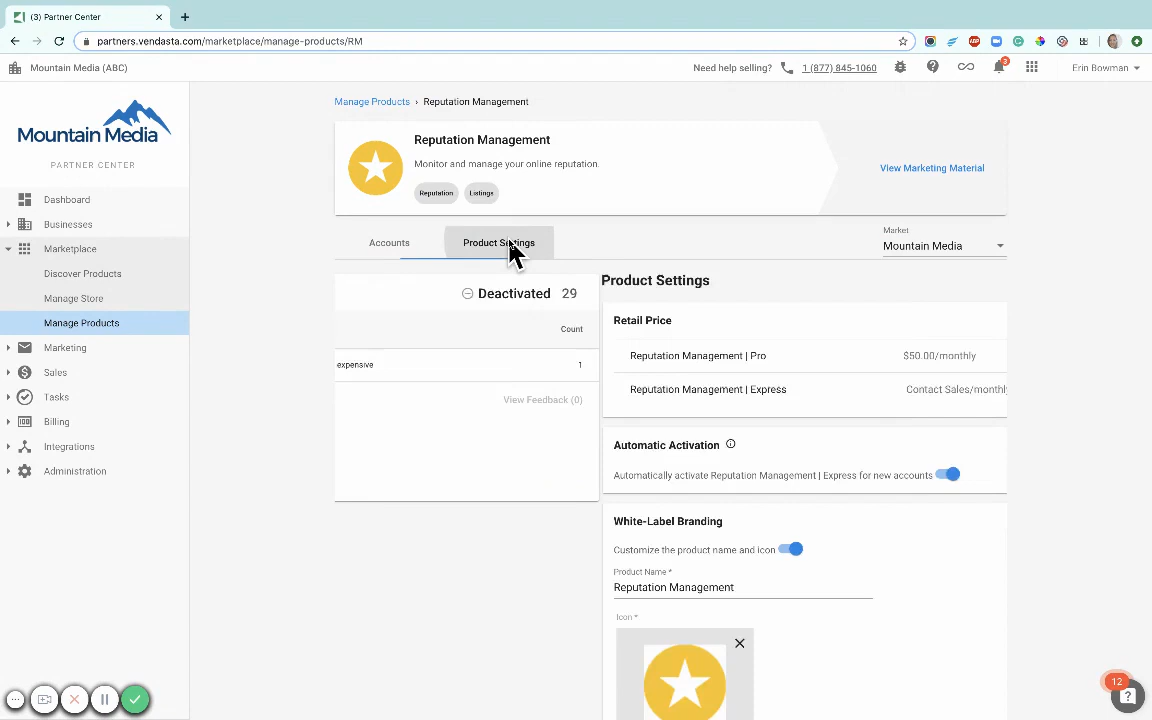 (3) Partner Center
partners.vendasta.com/marketplace/manage-products/RM
ABP
Mountain Media (ABC)
Need help selling?
1 (877) 845-1060
3
Erin Bowman
Mountain Media
PARTNER CENTER
Dashboard
Businesses
Marketplace
Discover Products
Manage Store
Manage Products
Marketing
Sales
Tasks
Billing
Integrations
Administration
Manage Products › Reputation Management
Reputation Management
Monitor and manage your online reputation.
Reputation
Listings
View Marketing Material
Accounts
Product Settings
Market
Mountain Media
Deactivated 29
Count
expensive 1
View Feedback (0)
Product Settings
Retail Price
Reputation Management | Pro $50.00/monthly
Reputation Management | Express Contact Sales/monthly
Automatic Activation
Automatically activate Reputation Management | Express for new accounts
White-Label Branding
Customize the product name and icon
Product Name *
Reputation Management
Icon *
12